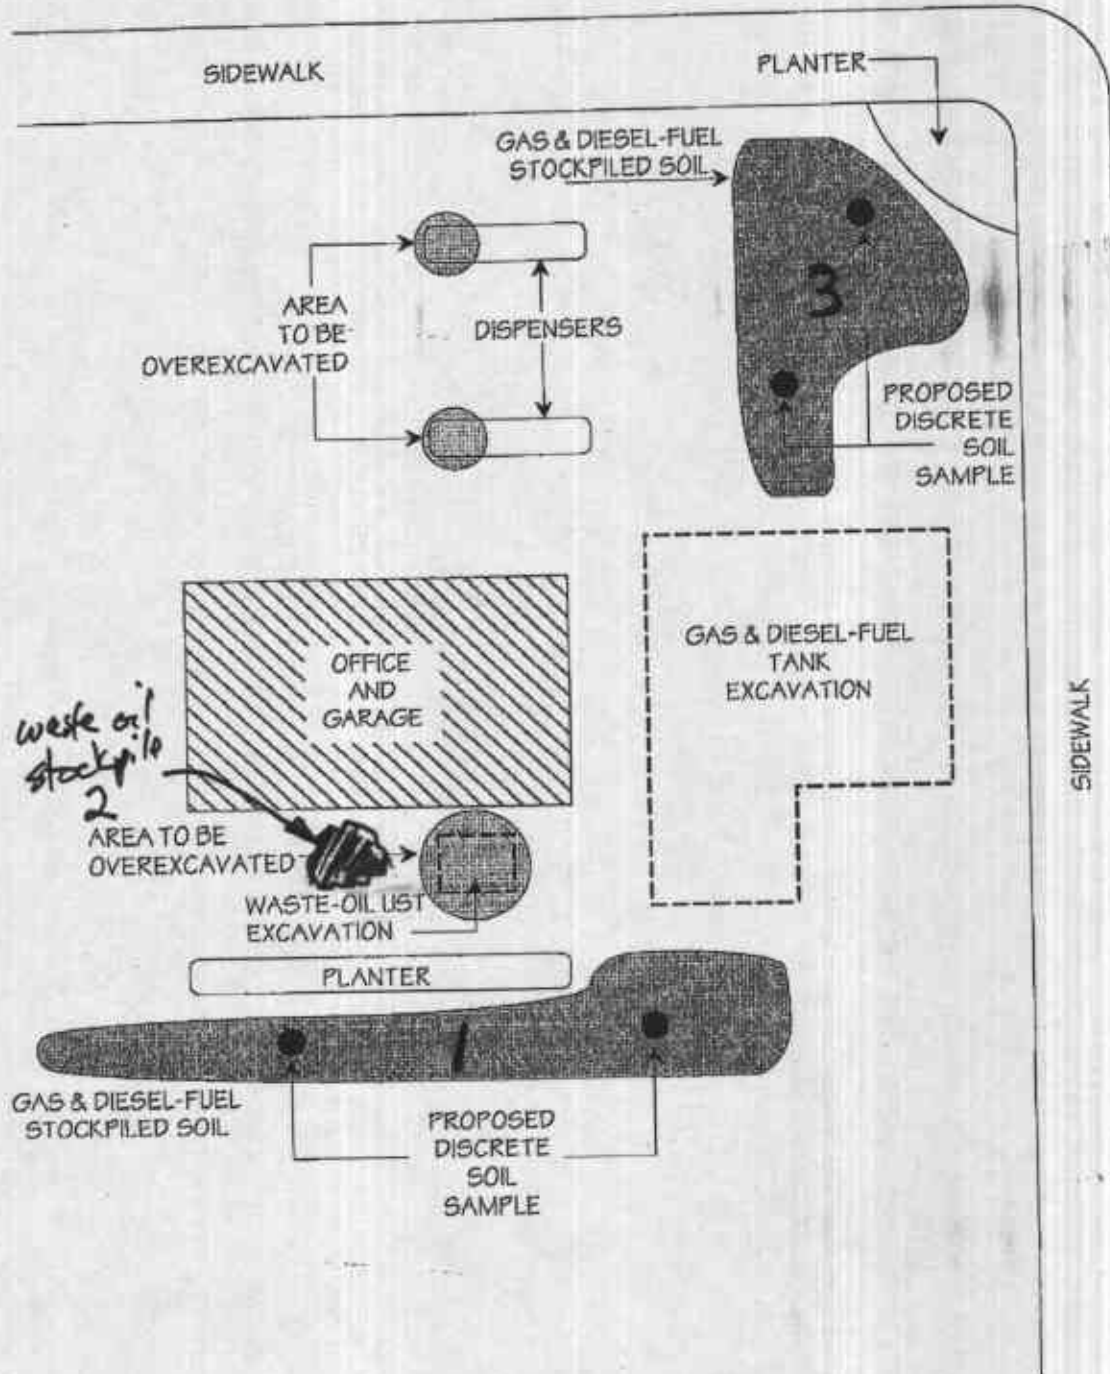 SIDEWALK
PLANTER
GAS & DIESEL-FUEL
STOCKPILED SOIL
3
AREA
TO BE
OVEREXCAVATED
DISPENSERS
PROPOSED
DISCRETE
SOIL
SAMPLE
OFFICE
AND
GARAGE
GAS & DIESEL-FUEL
TANK
EXCAVATION
SIDEWALK
waste oil
stockpile
2
AREA TO BE
OVEREXCAVATED
WASTE-OIL UST
EXCAVATION
PLANTER
1
GAS & DIESEL-FUEL
STOCKPILED SOIL
PROPOSED
DISCRETE
SOIL
SAMPLE